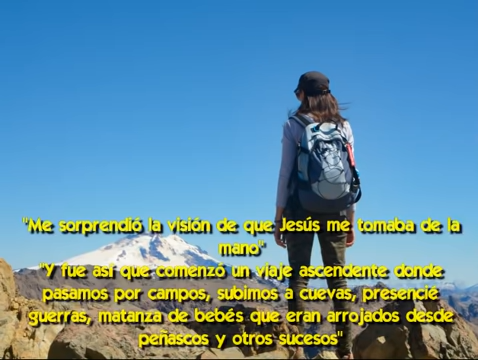 "Me sorprendió la visión de que Jesús me tomaba de la
mano"
"Y fue así que comenzó un viaje ascendente donde
pasamos por campos, subimos a cuevas, presencié
guerras, matanza de bebés que eran arrojados desde
peñascos y otros sucesos"